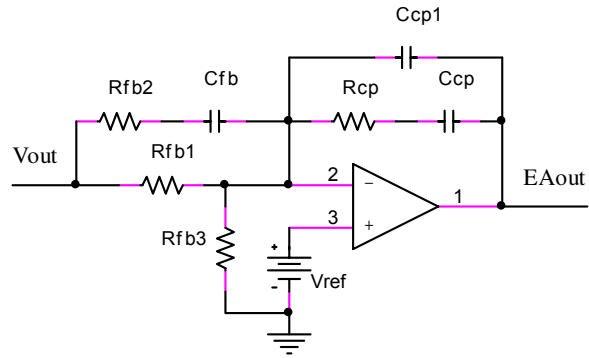 Ccp1
Rfb2
Cfb
Rcp
Ccp
Vout
Rfb1
2
−
1
EAout
3
+
Rfb3
+
-
Vref